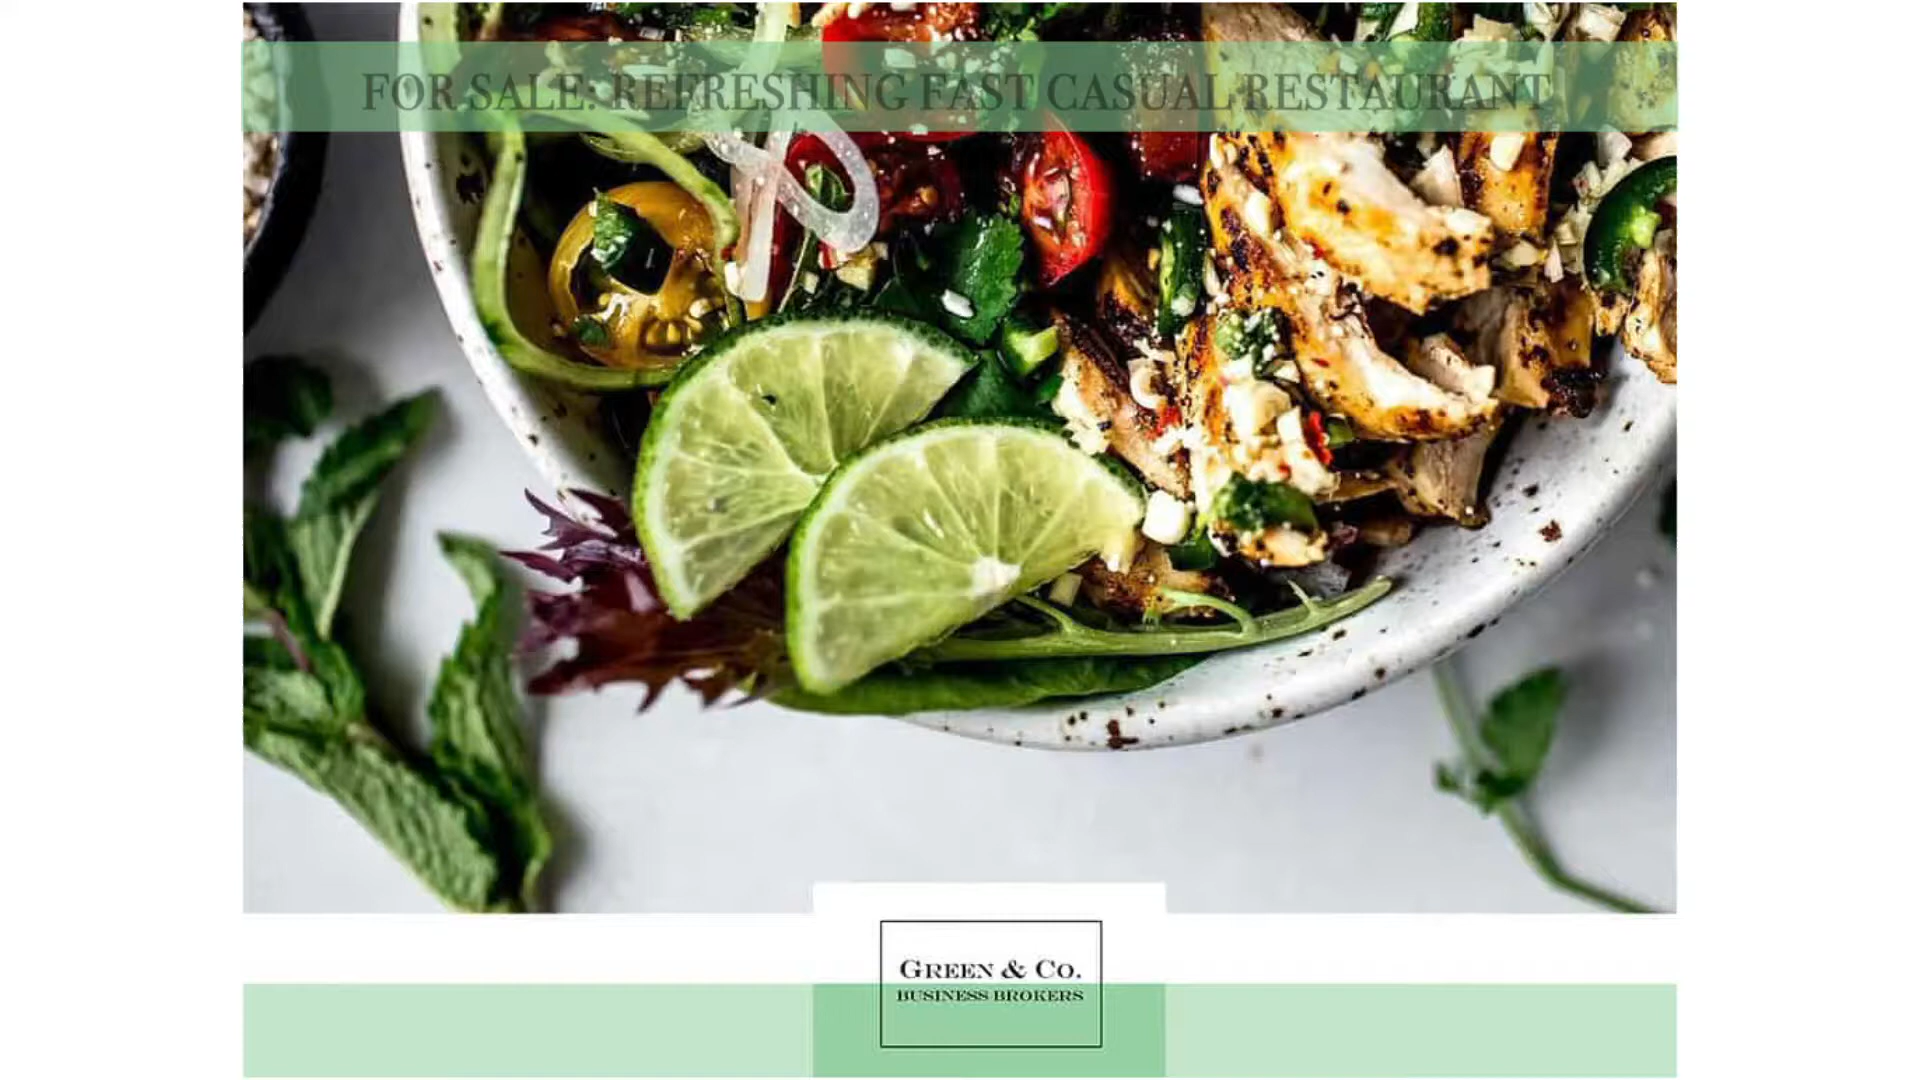 FOR SALE: REFRESHING FAST CASUAL RESTAURANT
GREEN & CO.
BUSINESS BROKERS